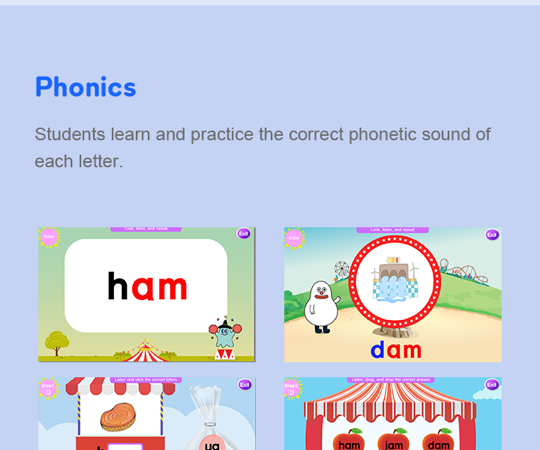 Phonics
Students learn and practice the correct phonetic sound of
each letter.
Look, listen, and repeat.
Exit
ham
Look, listen, and repeat.
Exit
dam
Listen and click the correct letters.
Exit
Listen, drag, and drop the correct answer.
Exit
ham
jam
dam